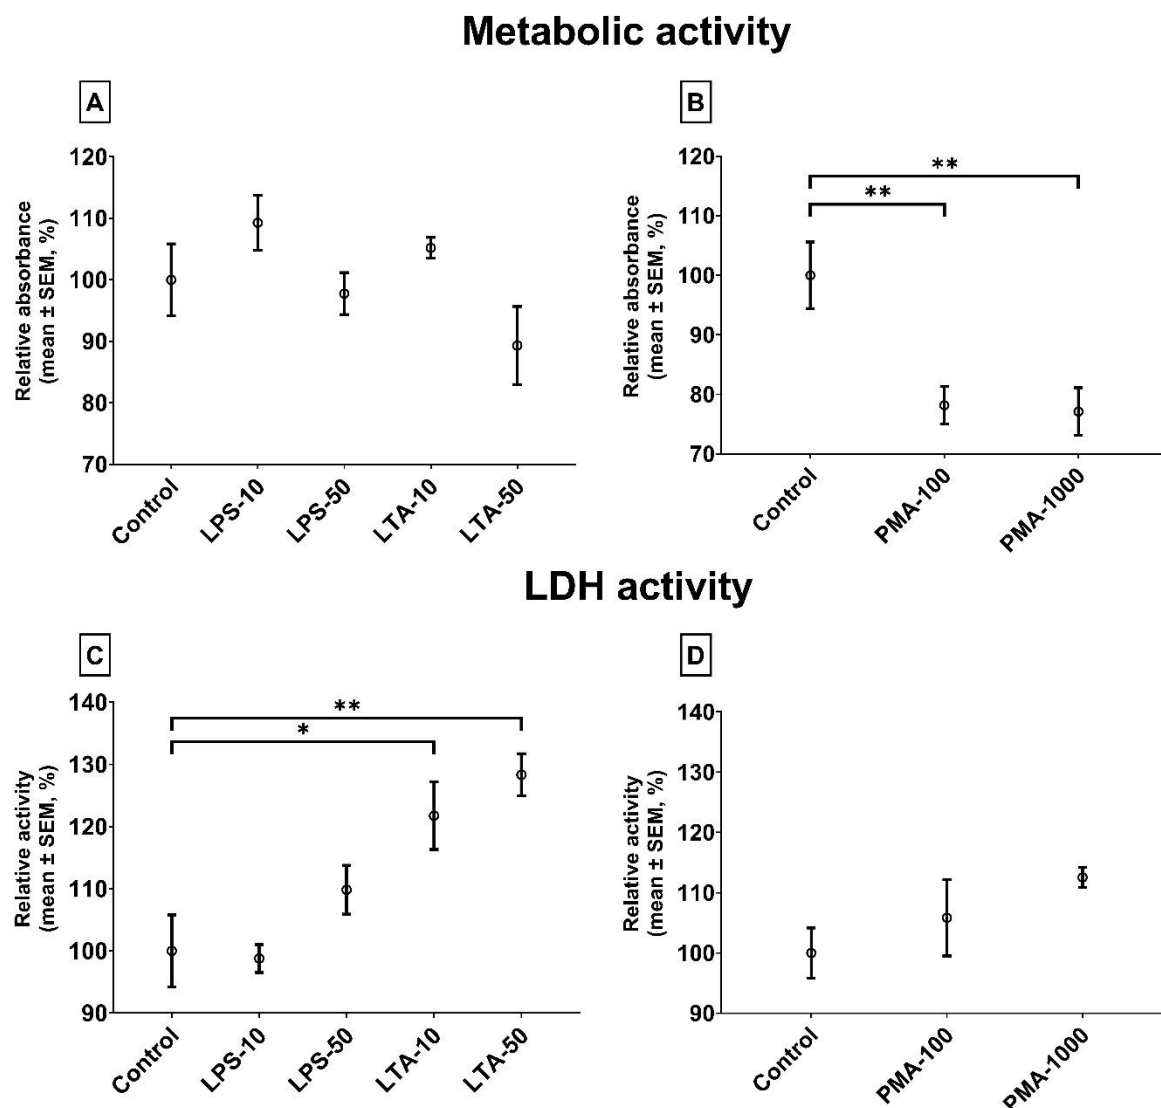 Metabolic activity
A
Relative absorbance
(mean ± SEM, %)
120
110
100
90
80
70
Control
LPS-10
LPS-50
LTA-10
LTA-50
B
Relative absorbance
(mean ± SEM, %)
120
110
100
90
80
70
**
**
Control
PMA-100
PMA-1000
LDH activity
C
Relative activity
(mean ± SEM, %)
140
130
120
110
100
90
**
*
Control
LPS-10
LPS-50
LTA-10
LTA-50
D
Relative activity
(mean ± SEM, %)
140
130
120
110
100
90
Control
PMA-100
PMA-1000